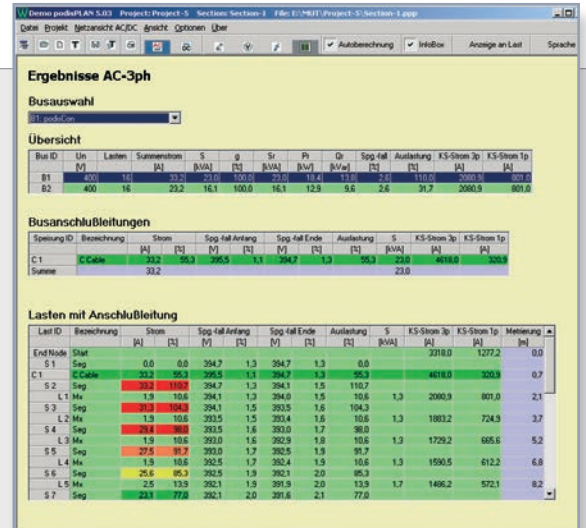 Demo podisPLAN 5.03 Project: Project-S Section: Section-1 File: E:\MUT\Project-S\Section-1.ppp
Datei Projekt Netzansicht AC/DC Ansicht Optionen Über
Autoberechnung InfoBox Anzeige an Last Sprache
Ergebnisse AC-3ph
Busauswahl
B1: podisCon
Übersicht
Bus ID Un Lasten Summenstrom S g Sr Pr Qr Spg.-fall Auslastung KS-Strom 3p KS-Strom 1p
[V] [A] [kVA] [%] [kVA] [kW] [kVar] [%] [%] [A] [A]
B1 400 16 33,2 23,0 100,0 23,0 18,4 13,8 2,6 110,0 2080,9 801,0
B2 400 16 23,2 16,1 100,0 16,1 12,9 9,6 2,6 31,7 2080,9 801,0
Busanschlußleitungen
Speisung ID Bezeichnung Strom Spg.-fall Anfang Spg.-fall Ende Auslastung S KS-Strom 3p KS-Strom 1p
[A] [%] [V] [%] [V] [%] [%] [kVA] [A] [A]
C1 C Cable 33,2 55,3 395,5 1,1 394,7 1,3 55,3 23,0 4618,0 320,9
Summe 33,2 23,0
Lasten mit Anschlußleitung
Last ID Bezeichnung Strom Spg.-fall Anfang Spg.-fall Ende Auslastung S KS-Strom 3p KS-Strom 1p Metrierung
[A] [%] [V] [%] [V] [%] [%] [kVA] [A] [A] [m]
End Node Start 3318,0 1277,2 0,0
S 1 Seg 0,0 0,0 394,7 1,3 394,7 1,3 0,0
C1 C Cable 33,2 55,3 394,7 1,3 394,7 1,3 55,3 4618,0 320,9 0,7
S 2 Seg 33,2 110,7 394,7 1,3 394,1 1,5 110,7
L 1 Mx 1,9 10,6 394,1 1,3 394,0 1,5 10,6 1,3 2080,9 801,0 2,1
S 3 Seg 31,3 104,3 394,1 1,5 393,5 1,6 104,3
L 2 Mx 1,9 10,6 393,5 1,5 393,4 1,6 10,6 1,3 1883,2 724,9 3,7
S 4 Seg 29,4 98,0 393,5 1,6 393,0 1,7 98,0
L 3 Mx 1,9 10,6 393,0 1,6 392,9 1,8 10,6 1,3 1729,2 665,6 5,2
S 5 Seg 27,5 91,7 393,0 1,7 392,5 1,9 91,7
L 4 Mx 1,9 10,6 392,5 1,7 392,4 1,9 10,6 1,3 1590,5 612,2 6,8
S 6 Seg 25,6 85,3 392,5 1,9 392,1 2,0 85,3
L 5 Mx 2,5 13,9 392,1 1,9 391,9 2,0 13,9 1,7 1486,2 572,1 8,2
S 7 Seg 23,1 77,0 392,1 2,0 391,6 2,1 77,0